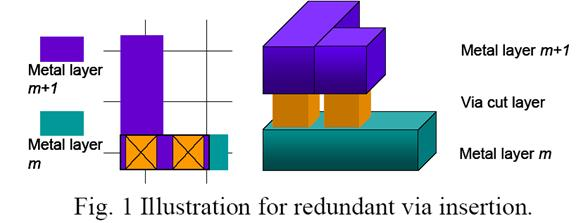 Metal layer
m+1
Metal layer
m
Metal layer m+1
Via cut layer
Metal layer m
Fig. 1 Illustration for redundant via insertion.